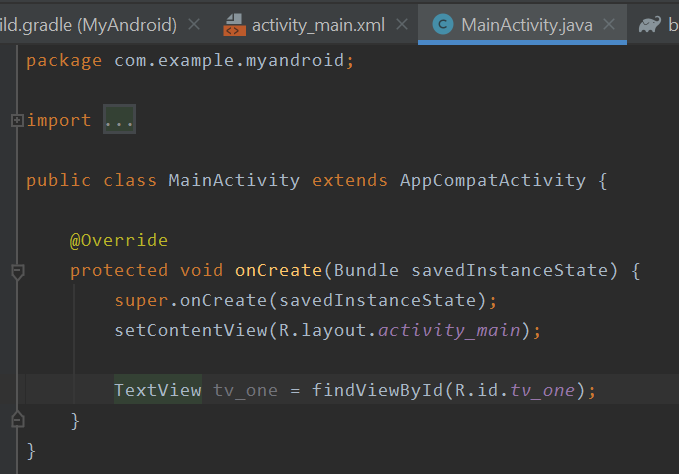 ild.gradle (MyAndroid) activity_main.xml MainActivity.java b
package com.example.myandroid;
import ...
public class MainActivity extends AppCompatActivity {
@Override
protected void onCreate(Bundle savedInstanceState) {
super.onCreate(savedInstanceState);
setContentView(R.layout.activity_main);
TextView tv_one = findViewById(R.id.tv_one);
}
}